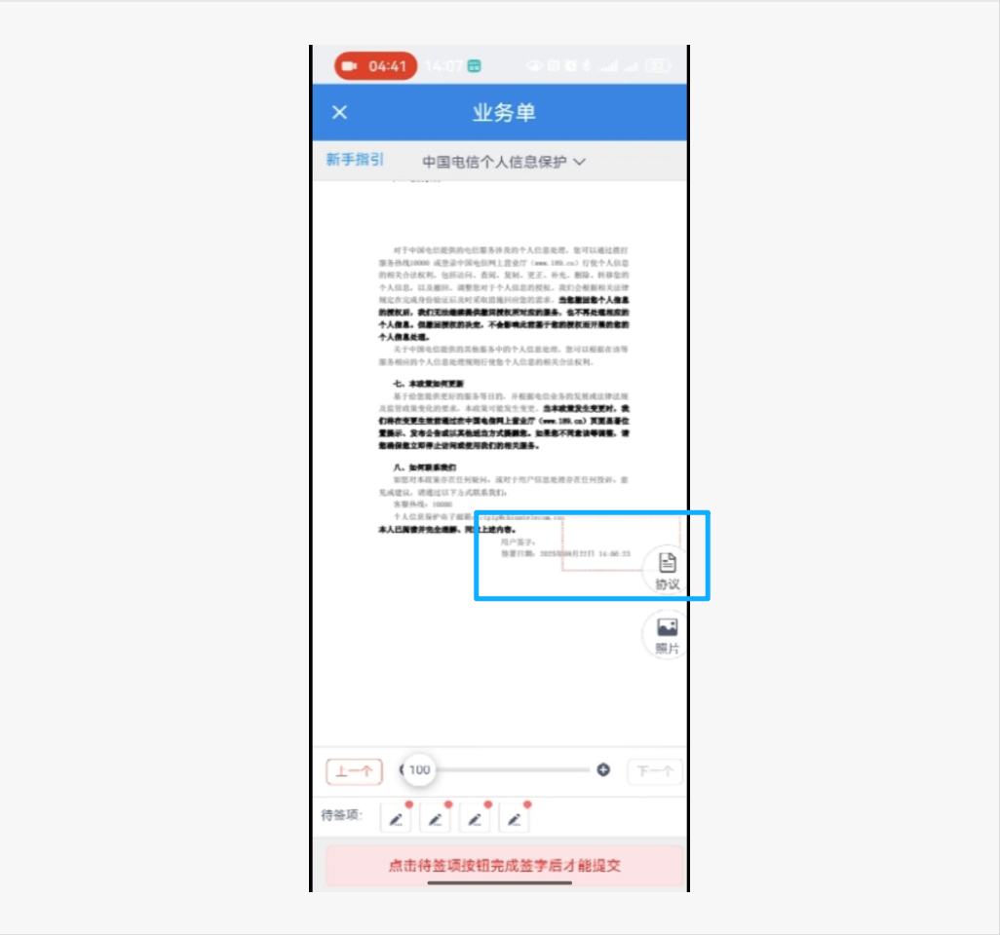 04:41 14:07
业务单
新手指引 中国电信个人信息保护
对于中国电信提供的电信服务涉及的个人信息处理，您可以通过拨打
服务热线10000 或登录中国电信网上营业厅（www.189.cn）行使个人信息
的相关合法权利，包括访问、查阅、复制、更正、补充、删除、转移您的
个人信息，以及撤回、调整您对于个人信息的授权。我们会根据相关法律
规定在完成身份验证后及时采取措施回应您的需求。当您撤回您个人信息
的授权后，我们无法继续提供撤回授权所对应的服务，也不再处理相应的
个人信息。但撤回授权的决定，不会影响此前基于您的授权而开展的您的
个人信息处理。
关于中国电信提供的其他服务中的个人信息处理，您可以根据在该等
服务相应的个人信息处理规则行使您个人信息的相关合法权利。
七、本政策如何更新
基于给您提供更好的服务等目的，并根据电信业务的发展或法律法规
及监管政策变化的要求，本政策可能发生变更。当本政策发生变更时，我
们将在变更生效前通过在中国电信网上营业厅（www.189.cn）页面显著位
置提示、发布公告或以其他适当方式提醒您。如果您不同意该等调整，请
您确保您立即停止访问或使用我们的相关服务。
八、如何联系我们
如您对本政策存在任何疑问，或对于用户信息处理存在任何投诉、意
见或建议，请通过以下方式联系我们：
客服热线：10000
个人信息保护电子邮箱：
本人已阅读并完全理解、同意上述内容。
用户签字：
签署日期：2025年08月22日 14:06:23
协议
照片
上一个 100 下一个
待签项：
点击待签项按钮完成签字后才能提交